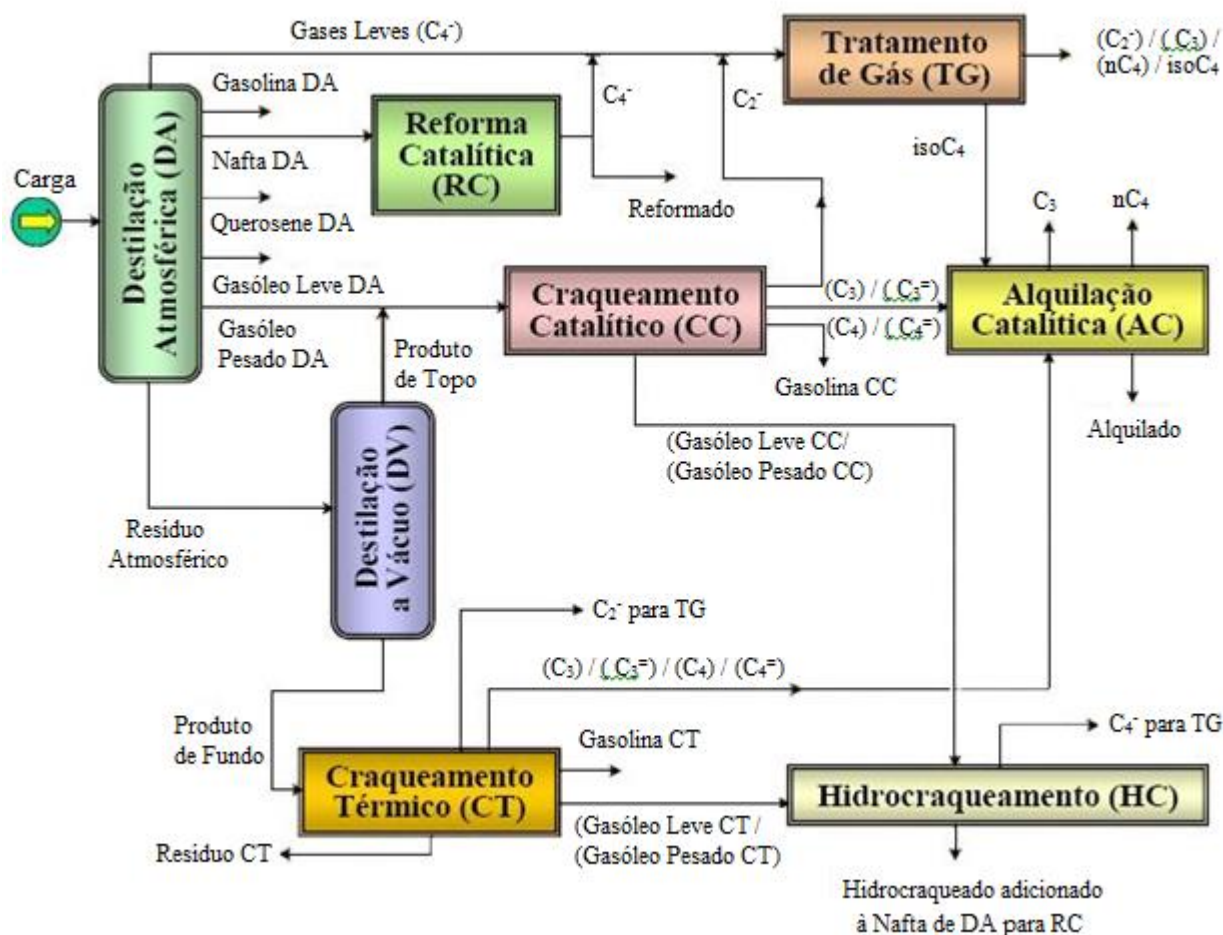 Gases Leves (C₄⁻)
Tratamento
de Gás (TG)
(C₂⁻) / ( C₃) /
(nC₄) / isoC₄
Gasolina DA
C₄⁻
C₂⁻
Destilação
Atmosférica (DA)
Reforma
Catalítica
(RC)
Nafta DA
isoC₄
Carga
Reformado
C₃
nC₄
Querosene DA
Gasóleo Leve DA
Craqueamento
Catalítico (CC)
(C₃) / ( C₃⁼)
(C₄) / ( C₄⁼)
Alquilação
Catalítica (AC)
Gasóleo
Pesado DA
Produto
de Topo
Gasolina CC
Alquilado
(Gasóleo Leve CC/
(Gasóleo Pesado CC)
Destilação
a Vácuo (DV)
Resíduo
Atmosférico
C₂⁻ para TG
(C₃) / ( C₃⁼) / (C₄) / (C₄⁼)
Produto
de Fundo
Gasolina CT
C₄⁻ para TG
Craqueamento
Térmico (CT)
Hidrocraqueamento (HC)
(Gasóleo Leve CT /
(Gasóleo Pesado CT)
Resíduo CT
Hidrocraqueado adicionado
à Nafta de DA para RC